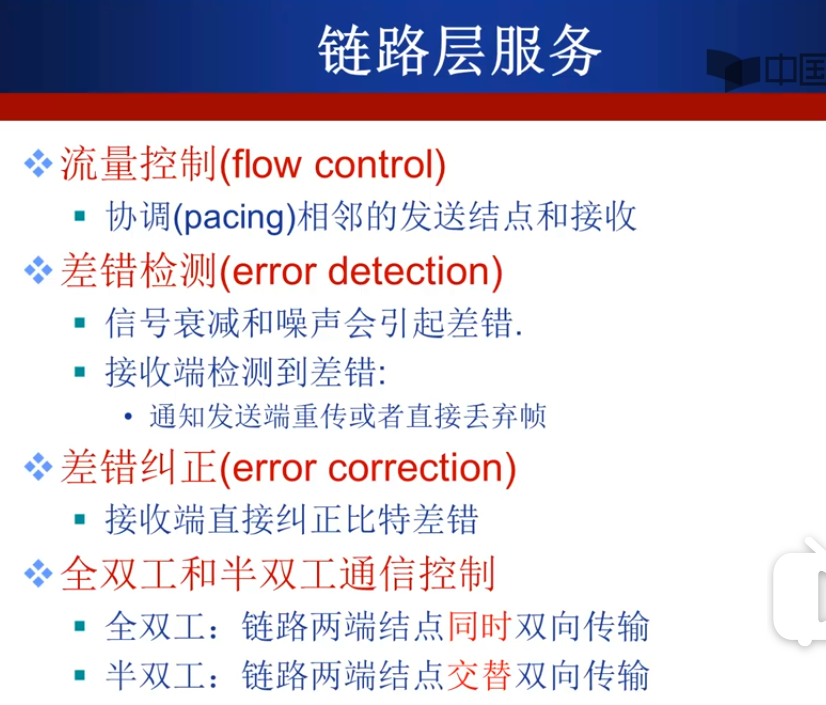 链路层服务
中国
流量控制(flow control)
协调(pacing)相邻的发送结点和接收
差错检测(error detection)
信号衰减和噪声会引起差错.
接收端检测到差错:
通知发送端重传或者直接丢弃帧
差错纠正(error correction)
接收端直接纠正比特差错
全双工和半双工通信控制
全双工：链路两端结点同时双向传输
半双工：链路两端结点交替双向传输